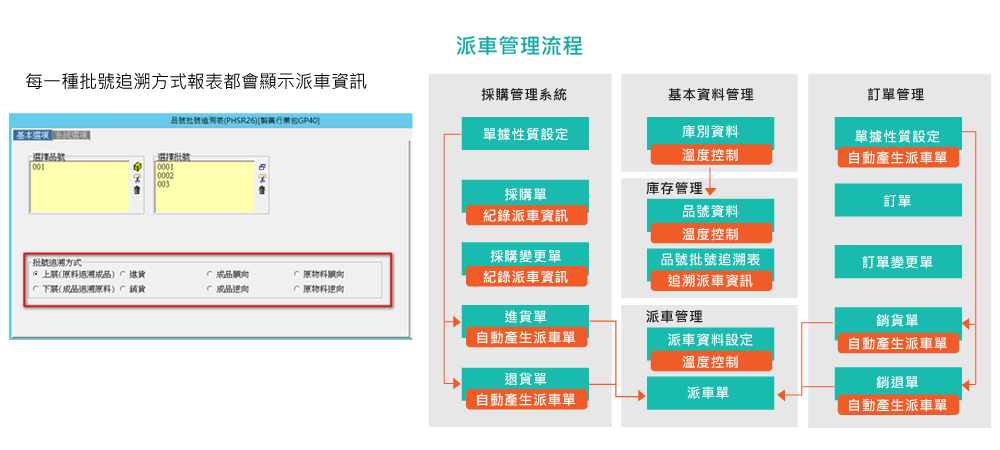 派車管理流程
每一種批號追溯方式報表都會顯示派車資訊
品號批號追溯表(PHSR26)[製藥行業包GP40]
基本選項
選擇品號
001
選擇批號
0001
0002
003
批號追溯方式
上展(原料追溯成品)
進貨
成品順向
原物料順向
下展(成品追溯原料)
銷貨
成品逆向
原物料逆向
採購管理系統
單據性質設定
採購單
紀錄派車資訊
採購變更單
紀錄派車資訊
進貨單
自動產生派車單
退貨單
自動產生派車單
基本資料管理
庫別資料
溫度控制
庫存管理
品號資料
溫度控制
品號批號追溯表
追溯派車資訊
派車管理
派車資料設定
溫度控制
派車單
訂單管理
單據性質設定
自動產生派車單
訂單
訂單變更單
銷貨單
自動產生派車單
銷退單
自動產生派車單